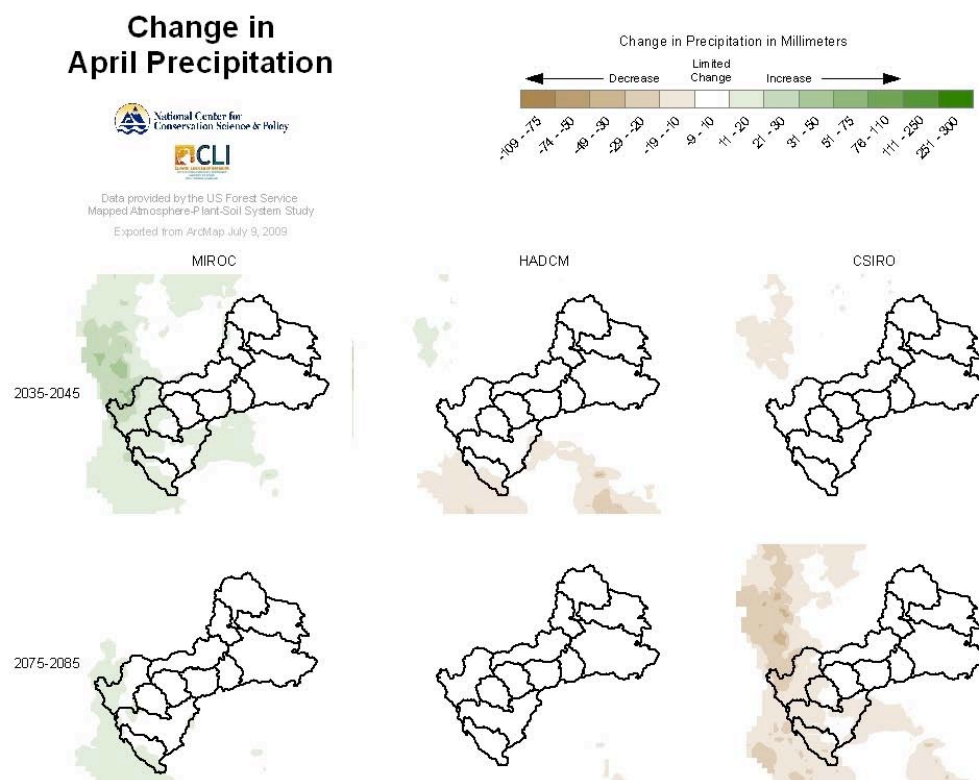 Change in
April Precipitation
National Center for
Conservation Science & Policy
CLI
Data provided by the US Forest Service
Mapped Atmosphere-Plant-Soil System Study
Exported from ArcMap July 9, 2009
Change in Precipitation in Millimeters
Decrease
Limited
Change
Increase
-109 - -75
-74 - -50
-49 - -30
-29 - -20
-19 - -10
-9 - 10
11 - 20
21 - 30
31 - 50
51 - 75
76 - 110
111 - 250
251 - 300
MIROC HADCM CSIRO
2035-2045
2075-2085